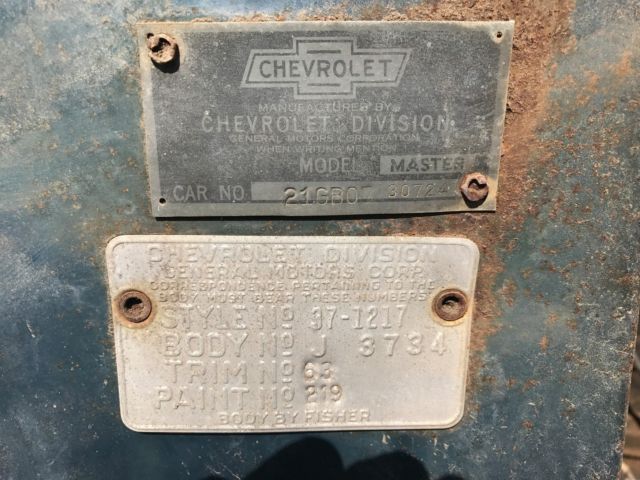 CHEVROLET
MANUFACTURED BY
CHEVROLET DIVISION
GENERAL MOTORS CORPORATION
WHEN WRITING MENTION
MODEL MASTER
CAR NO 21GB07 30724
CHEVROLET DIVISION
GENERAL MOTORS CORP.
CORRESPONDENCE PERTAINING TO THE
BODY MUST BEAR THESE NUMBERS
STYLE No 37-1217
BODY No J 3734
TRIM No 63
PAINT No 219
BODY BY FISHER